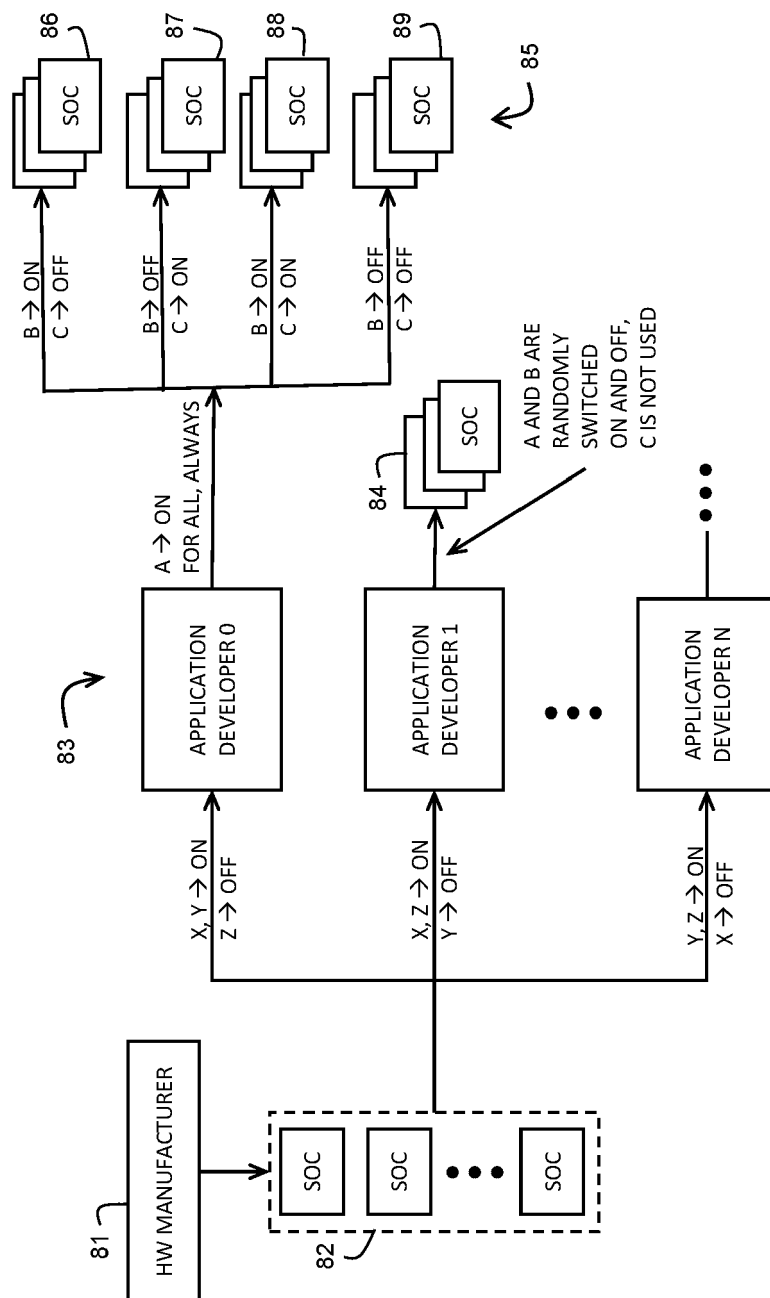 81
HW MANUFACTURER
82
SOC
SOC
SOC
X, Y → ON
Z → OFF
X, Z → ON
Y → OFF
Y, Z → ON
X → OFF
83
APPLICATION
DEVELOPER 0
APPLICATION
DEVELOPER 1
APPLICATION
DEVELOPER N
A → ON
FOR ALL, ALWAYS
84
SOC
A AND B ARE
RANDOMLY
SWITCHED
ON AND OFF,
C IS NOT USED
B → ON
C → OFF
B → OFF
C → ON
B → ON
C → ON
B → OFF
C → OFF
86
SOC
87
SOC
88
SOC
89
SOC
85